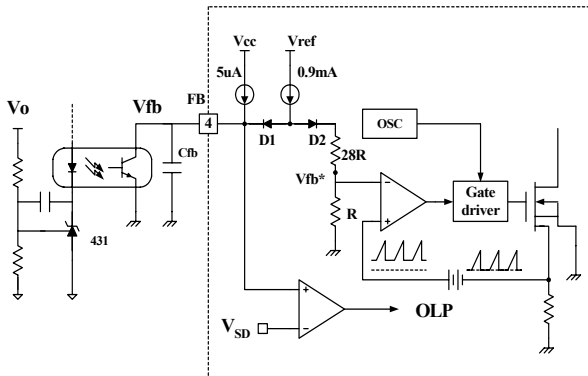 Vcc Vref
5uA 0.9mA
Vo Vfb FB 4
OSC
D1 D2
Cfb 28R
Vfb*
R
Gate
driver
431
VSD
OLP